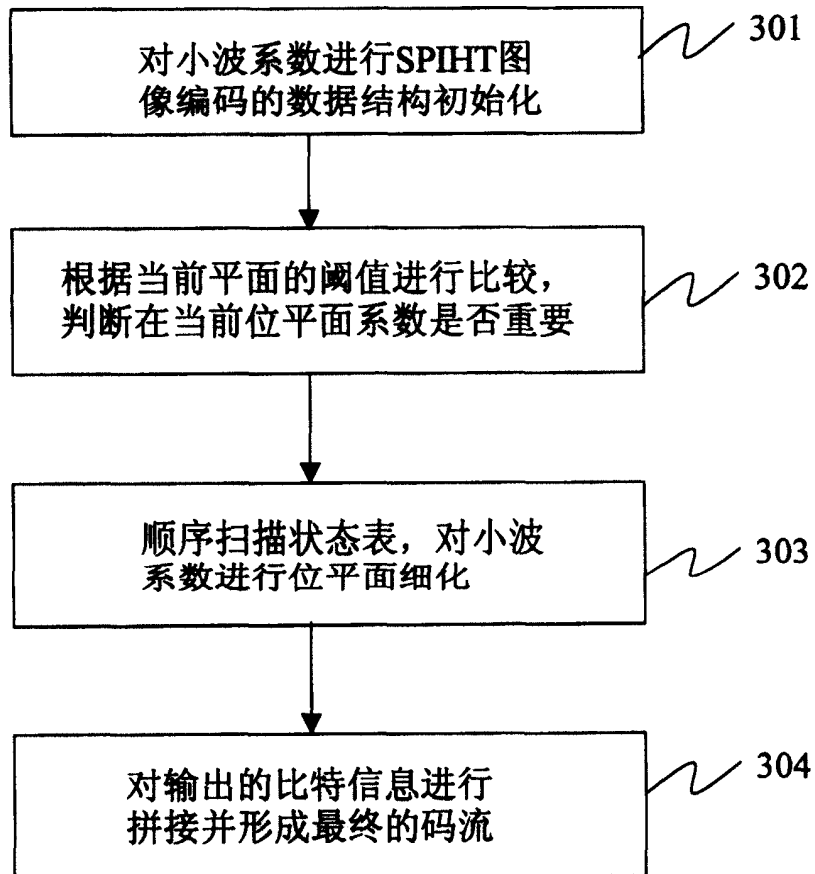 对小波系数进行SPIHT图
像编码的数据结构初始化
301
根据当前平面的阈值进行比较，
判断在当前位平面系数是否重要
302
顺序扫描状态表，对小波
系数进行位平面细化
303
对输出的比特信息进行
拼接并形成最终的码流
304